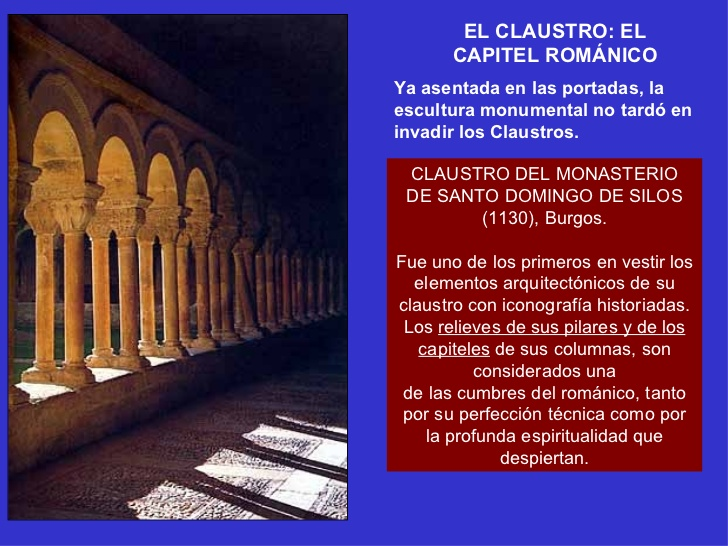 EL CLAUSTRO: EL
CAPITEL ROMÁNICO
Ya asentada en las portadas, la
escultura monumental no tardó en
invadir los Claustros.
CLAUSTRO DEL MONASTERIO
DE SANTO DOMINGO DE SILOS
(1130), Burgos.
Fue uno de los primeros en vestir los
elementos arquitectónicos de su
claustro con iconografía historiadas.
Los relieves de sus pilares y de los
capiteles de sus columnas, son
considerados una
de las cumbres del románico, tanto
por su perfección técnica como por
la profunda espiritualidad que
despiertan.